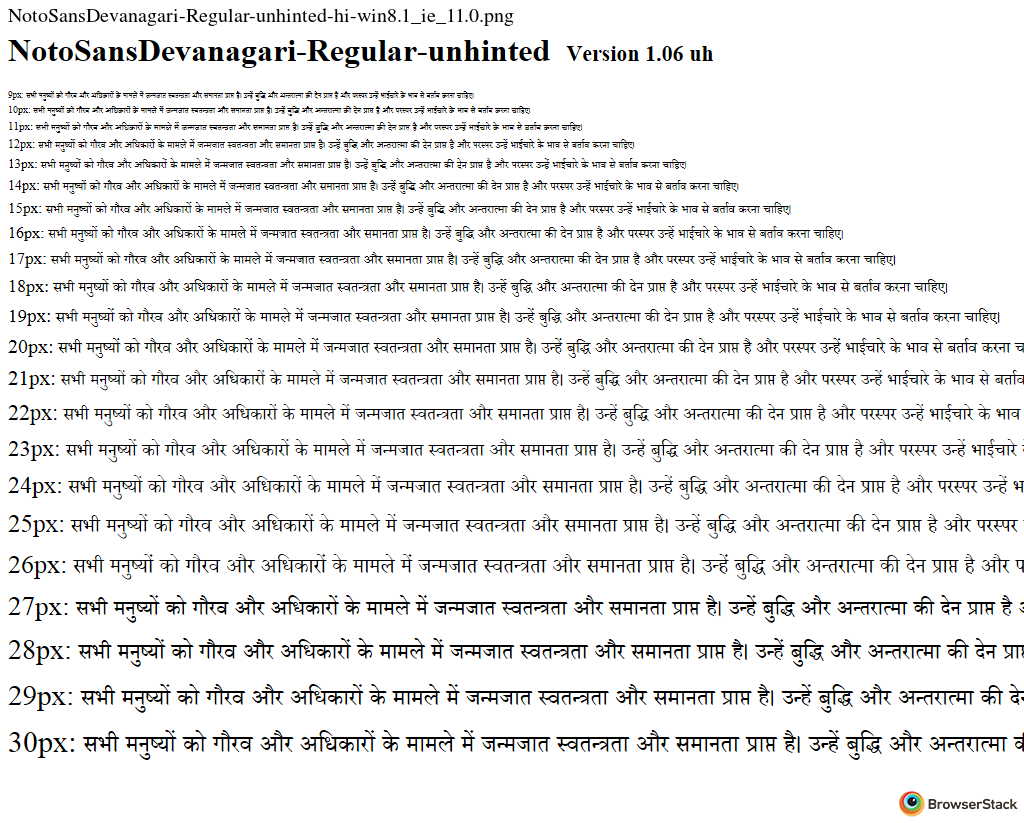 NotoSansDevanagari-Regular-unhinted-hi-win8.1_ie_11.0.png
NotoSansDevanagari-Regular-unhinted Version 1.06 uh
9px: सभी मनुष्यों को गौरव और अधिकारों के मामले में जन्मजात स्वतन्त्रता और समानता प्राप्त है। उन्हें बुद्धि और अन्तरात्मा की देन प्राप्त है और परस्पर उन्हें भाईचारे के भाव से बर्ताव करना चाहिए।
10px: सभी मनुष्यों को गौरव और अधिकारों के मामले में जन्मजात स्वतन्त्रता और समानता प्राप्त है। उन्हें बुद्धि और अन्तरात्मा की देन प्राप्त है और परस्पर उन्हें भाईचारे के भाव से बर्ताव करना चाहिए।
11px: सभी मनुष्यों को गौरव और अधिकारों के मामले में जन्मजात स्वतन्त्रता और समानता प्राप्त है। उन्हें बुद्धि और अन्तरात्मा की देन प्राप्त है और परस्पर उन्हें भाईचारे के भाव से बर्ताव करना चाहिए।
12px: सभी मनुष्यों को गौरव और अधिकारों के मामले में जन्मजात स्वतन्त्रता और समानता प्राप्त है। उन्हें बुद्धि और अन्तरात्मा की देन प्राप्त है और परस्पर उन्हें भाईचारे के भाव से बर्ताव करना चाहिए।
13px: सभी मनुष्यों को गौरव और अधिकारों के मामले में जन्मजात स्वतन्त्रता और समानता प्राप्त है। उन्हें बुद्धि और अन्तरात्मा की देन प्राप्त है और परस्पर उन्हें भाईचारे के भाव से बर्ताव करना चाहिए।
14px: सभी मनुष्यों को गौरव और अधिकारों के मामले में जन्मजात स्वतन्त्रता और समानता प्राप्त है। उन्हें बुद्धि और अन्तरात्मा की देन प्राप्त है और परस्पर उन्हें भाईचारे के भाव से बर्ताव करना चाहिए।
15px: सभी मनुष्यों को गौरव और अधिकारों के मामले में जन्मजात स्वतन्त्रता और समानता प्राप्त है। उन्हें बुद्धि और अन्तरात्मा की देन प्राप्त है और परस्पर उन्हें भाईचारे के भाव से बर्ताव करना चाहिए।
16px: सभी मनुष्यों को गौरव और अधिकारों के मामले में जन्मजात स्वतन्त्रता और समानता प्राप्त है। उन्हें बुद्धि और अन्तरात्मा की देन प्राप्त है और परस्पर उन्हें भाईचारे के भाव से बर्ताव करना चाहिए।
17px: सभी मनुष्यों को गौरव और अधिकारों के मामले में जन्मजात स्वतन्त्रता और समानता प्राप्त है। उन्हें बुद्धि और अन्तरात्मा की देन प्राप्त है और परस्पर उन्हें भाईचारे के भाव से बर्ताव करना चाहिए।
18px: सभी मनुष्यों को गौरव और अधिकारों के मामले में जन्मजात स्वतन्त्रता और समानता प्राप्त है। उन्हें बुद्धि और अन्तरात्मा की देन प्राप्त है और परस्पर उन्हें भाईचारे के भाव से बर्ताव करना चाहिए।
19px: सभी मनुष्यों को गौरव और अधिकारों के मामले में जन्मजात स्वतन्त्रता और समानता प्राप्त है। उन्हें बुद्धि और अन्तरात्मा की देन प्राप्त है और परस्पर उन्हें भाईचारे के भाव से बर्ताव करना चाहिए।
20px: सभी मनुष्यों को गौरव और अधिकारों के मामले में जन्मजात स्वतन्त्रता और समानता प्राप्त है। उन्हें बुद्धि और अन्तरात्मा की देन प्राप्त है और परस्पर उन्हें भाईचारे के भाव से बर्ताव करना
21px: सभी मनुष्यों को गौरव और अधिकारों के मामले में जन्मजात स्वतन्त्रता और समानता प्राप्त है। उन्हें बुद्धि और अन्तरात्मा की देन प्राप्त है और परस्पर उन्हें भाईचारे के भाव से बर्ताव
22px: सभी मनुष्यों को गौरव और अधिकारों के मामले में जन्मजात स्वतन्त्रता और समानता प्राप्त है। उन्हें बुद्धि और अन्तरात्मा की देन प्राप्त है और परस्पर उन्हें भाईचारे के भाव
23px: सभी मनुष्यों को गौरव और अधिकारों के मामले में जन्मजात स्वतन्त्रता और समानता प्राप्त है। उन्हें बुद्धि और अन्तरात्मा की देन प्राप्त है और परस्पर उन्हें भाईचारे
24px: सभी मनुष्यों को गौरव और अधिकारों के मामले में जन्मजात स्वतन्त्रता और समानता प्राप्त है। उन्हें बुद्धि और अन्तरात्मा की देन प्राप्त है और परस्पर उन्हें
25px: सभी मनुष्यों को गौरव और अधिकारों के मामले में जन्मजात स्वतन्त्रता और समानता प्राप्त है। उन्हें बुद्धि और अन्तरात्मा की देन प्राप्त है और परस्पर
26px: सभी मनुष्यों को गौरव और अधिकारों के मामले में जन्मजात स्वतन्त्रता और समानता प्राप्त है। उन्हें बुद्धि और अन्तरात्मा की देन प्राप्त है और
27px: सभी मनुष्यों को गौरव और अधिकारों के मामले में जन्मजात स्वतन्त्रता और समानता प्राप्त है। उन्हें बुद्धि और अन्तरात्मा की देन प्राप्त है
28px: सभी मनुष्यों को गौरव और अधिकारों के मामले में जन्मजात स्वतन्त्रता और समानता प्राप्त है। उन्हें बुद्धि और अन्तरात्मा की देन
29px: सभी मनुष्यों को गौरव और अधिकारों के मामले में जन्मजात स्वतन्त्रता और समानता प्राप्त है। उन्हें बुद्धि और अन्तरात्मा की
30px: सभी मनुष्यों को गौरव और अधिकारों के मामले में जन्मजात स्वतन्त्रता और समानता प्राप्त है। उन्हें बुद्धि और अन्तरात्मा
BrowserStack